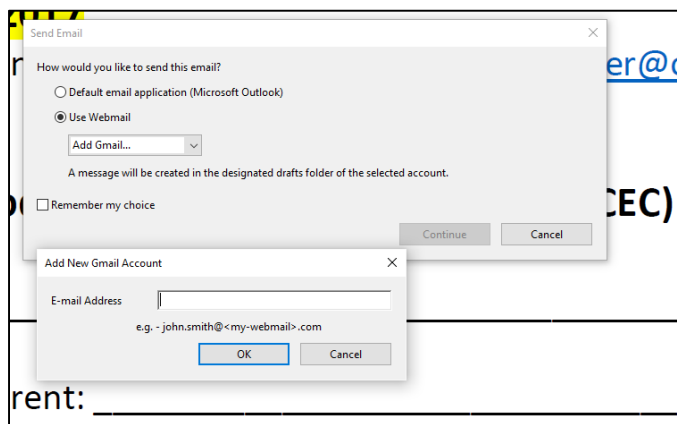 2017
Send Email
How would you like to send this email?
er@
Default email application (Microsoft Outlook)
Use Webmail
Add Gmail...
A message will be created in the designated drafts folder of the selected account.
Remember my choice
CEC)
Continue
Cancel
Add New Gmail Account
E-mail Address
e.g. - john.smith@<my-webmail>.com
OK
Cancel
rent: